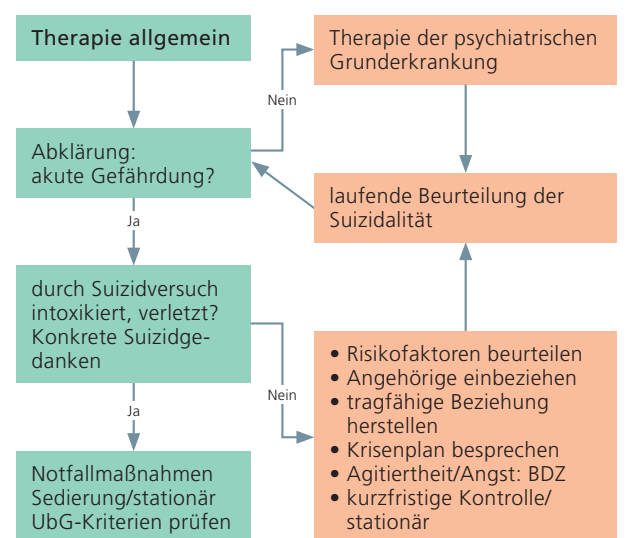 Therapie allgemein
Therapie der psychiatrischen
Grunderkrankung
Nein
Abklärung:
akute Gefährdung?
laufende Beurteilung der
Suizidalität
Ja
durch Suizidversuch
intoxikiert, verletzt?
Konkrete Suizidge-
danken
Nein
• Risikofaktoren beurteilen
• Angehörige einbeziehen
• tragfähige Beziehung
herstellen
• Krisenplan besprechen
• Agitiertheit/Angst: BDZ
• kurzfristige Kontrolle/
stationär
Ja
Notfallmaßnahmen
Sedierung/stationär
UbG-Kriterien prüfen